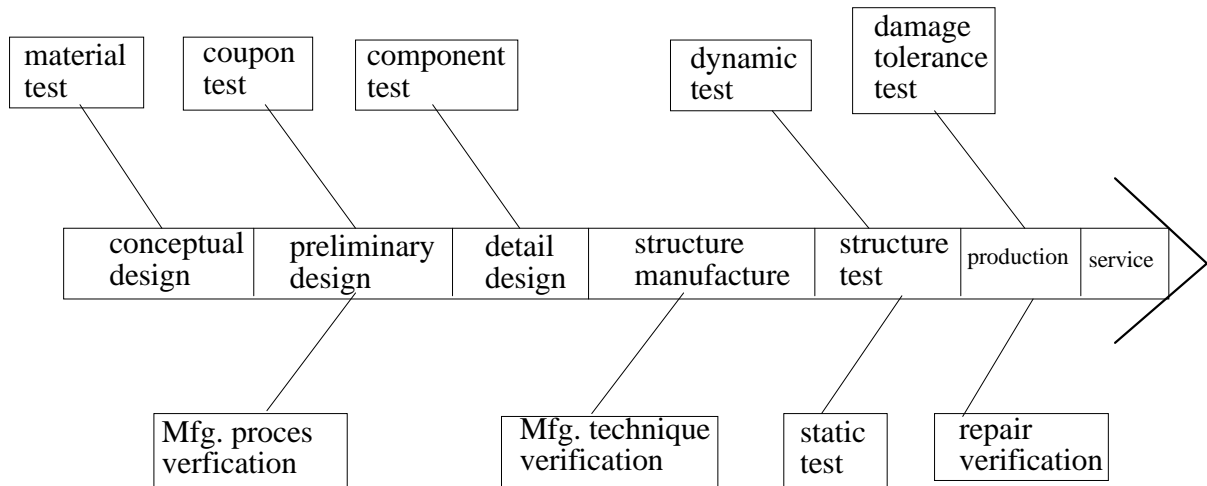 material
test
coupon
test
component
test
dynamic
test
damage
tolerance
test
conceptual
design
preliminary
design
detail
design
structure
manufacture
structure
test
production
service
Mfg. proces
verfication
Mfg. technique
verification
static
test
repair
verification